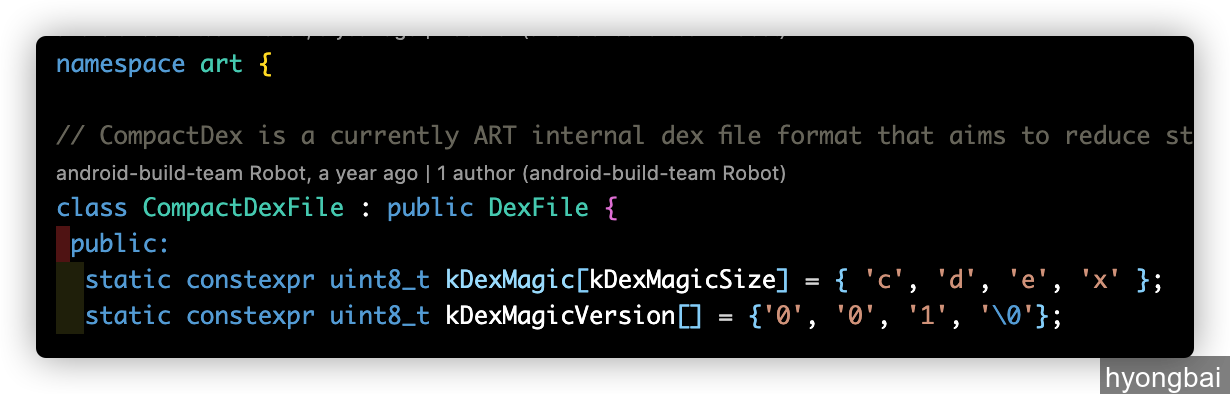 namespace art {
// CompactDex is a currently ART internal dex file format that aims to reduce st
android-build-team Robot, a year ago | 1 author (android-build-team Robot)
class CompactDexFile : public DexFile {
public:
static constexpr uint8_t kDexMagic[kDexMagicSize] = { 'c', 'd', 'e', 'x' };
static constexpr uint8_t kDexMagicVersion[] = {'0', '0', '1', '\0'};
hyongbai